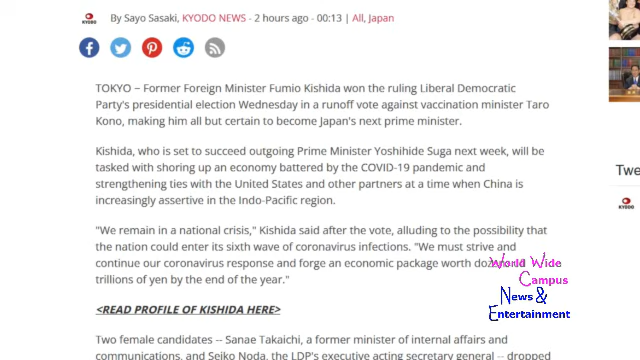 By Sayo Sasaki, KYODO NEWS - 2 hours ago - 00:13 | All, Japan
KYODO
TOKYO ~ Former Foreign Minister Fumio Kishida won the ruling Liberal Democratic
Party's presidential election Wednesday in a runoff vote against vaccination minister Taro
Kono, making him all but certain to become Japan's next prime minister.
Kishida, who is set to succeed outgoing Prime Minister Yoshihide Suga next week, will be
tasked with shoring up an economy battered by the COVID-19 pandemic and
strengthening ties with the United States and other partners at a time when China is
increasingly assertive in the Indo-Pacific region.
"We remain in a national crisis," Kishida said after the vote, alluding to the possibility that
the nation could enter its sixth wave of coronavirus infections. "We must strive and
continue our coronavirus response and forge an economic package worth
trillions of yen by the end of the year."
<READ PROFILE OF KISHIDA HERE>
Two female candidates -- Sanae Takaichi, a former minister of internal affairs and
communications, and Seiko Noda, the LDP's executive acting secretary general -- dropped
Twe
KYODO
World Wide
Campus
News &
Entertainment